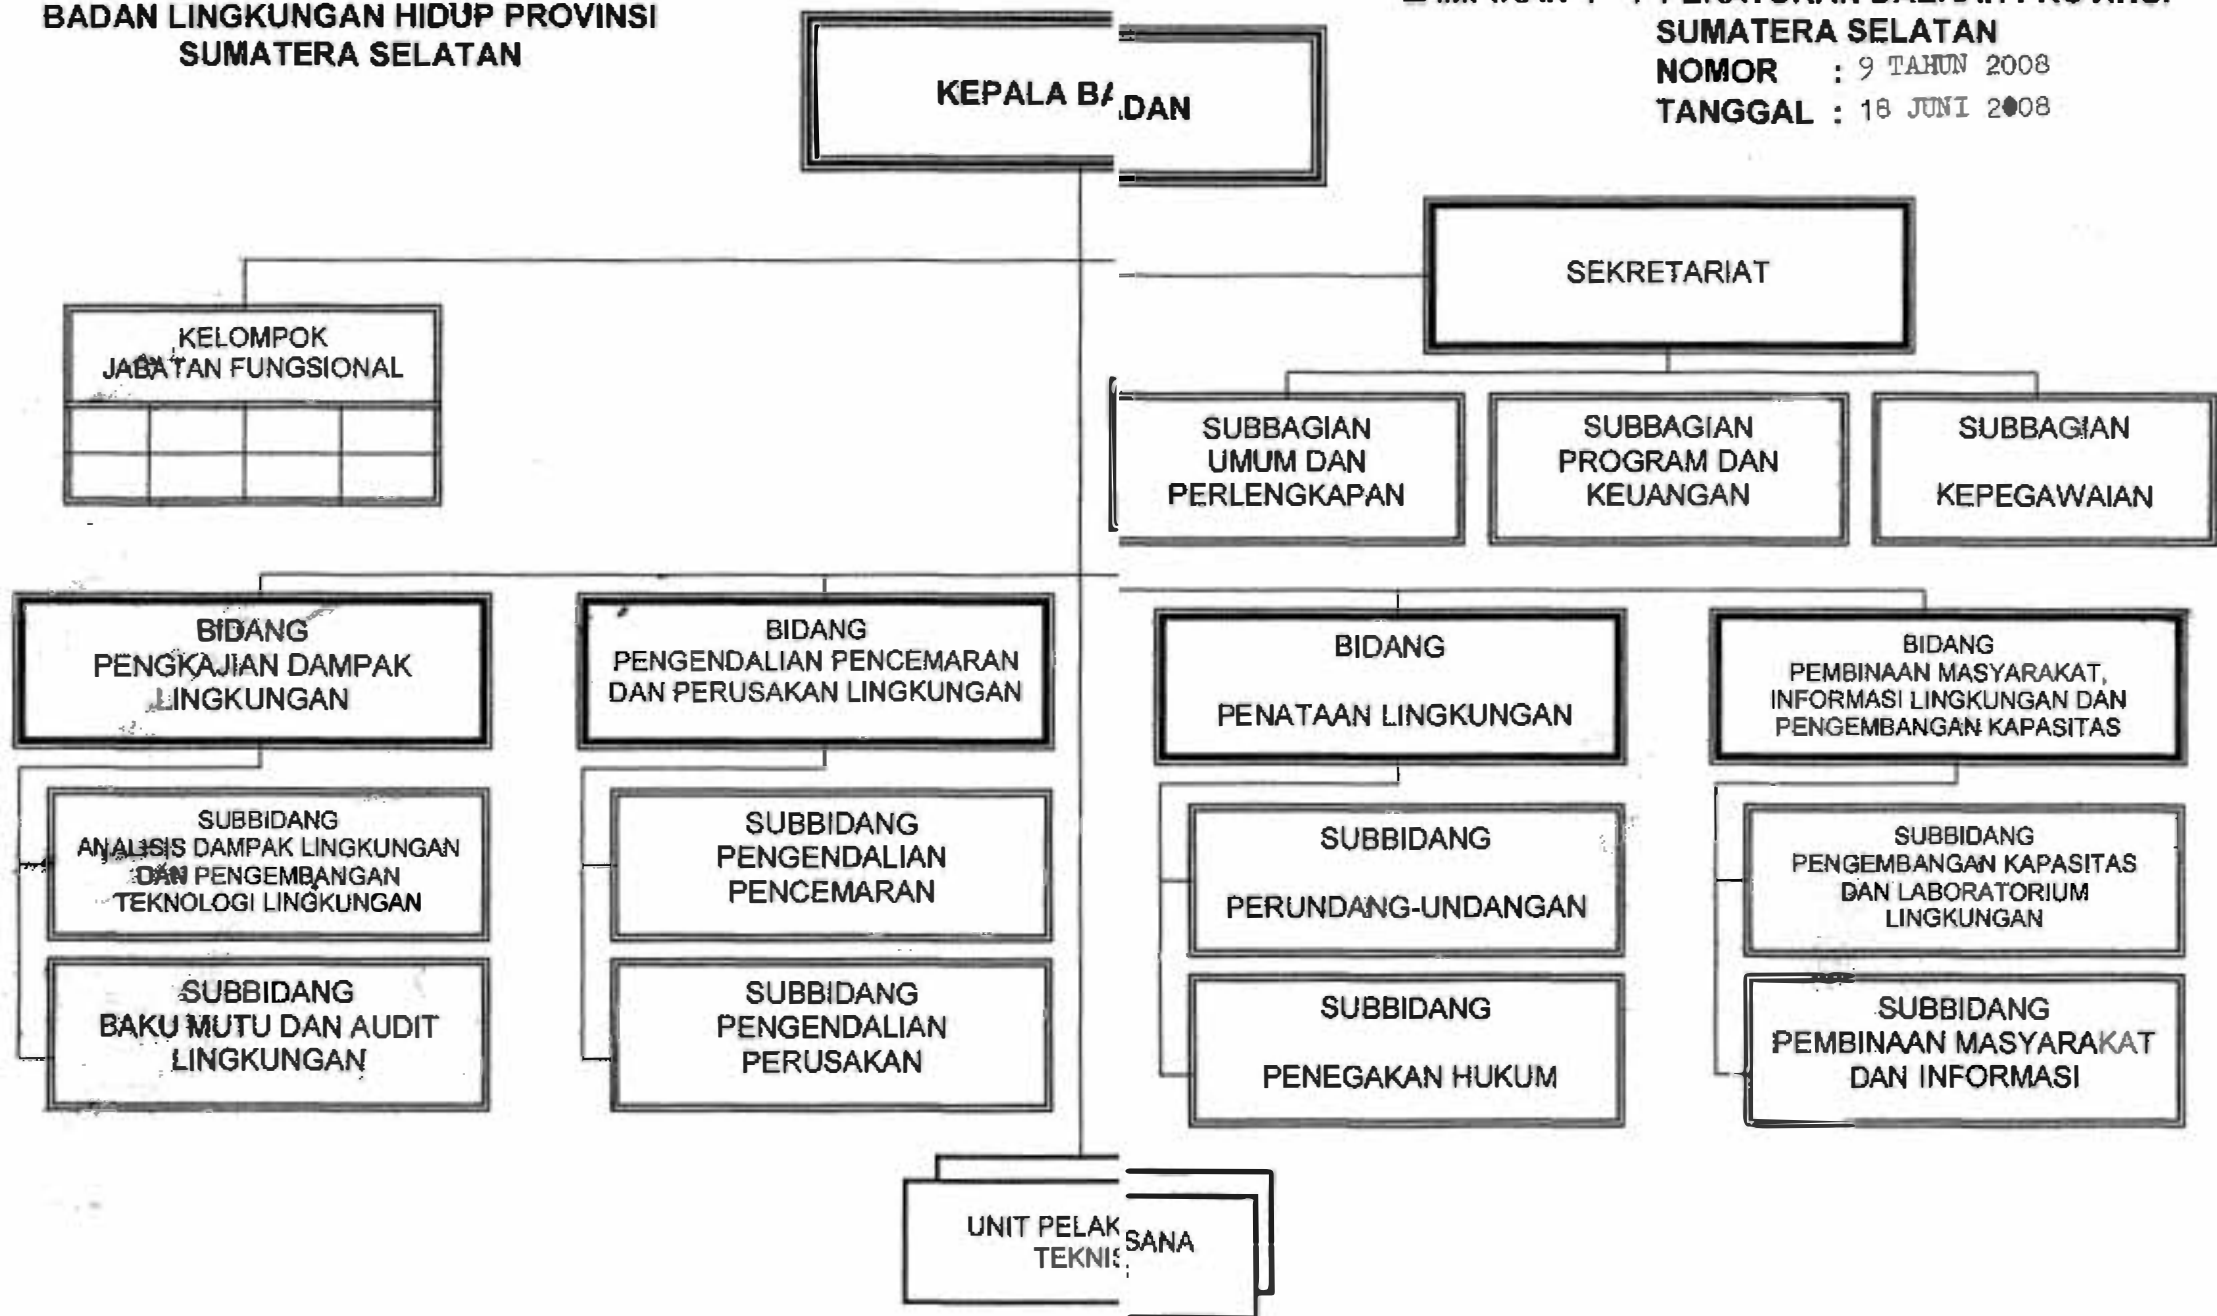 BADAN LINGKUNGAN HIDUP PROVINSI
SUMATERA SELATAN
SUMATERA SELATAN
NOMOR : 9 TAHUN 2008
TANGGAL : 18 JUNI 2008
KEPALA BADAN
SEKRETARIAT
KELOMPOK
JABATAN FUNGSIONAL
SUBBAGIAN
UMUM DAN
PERLENGKAPAN
SUBBAGIAN
PROGRAM DAN
KEUANGAN
SUBBAGIAN
KEPEGAWAIAN
BIDANG
PENGKAJIAN DAMPAK
LINGKUNGAN
BIDANG
PENGENDALIAN PENCEMARAN
DAN PERUSAKAN LINGKUNGAN
BIDANG
PENATAAN LINGKUNGAN
BIDANG
PEMBINAAN MASYARAKAT,
INFORMASI LINGKUNGAN DAN
PENGEMBANGAN KAPASITAS
SUBBIDANG
ANALISIS DAMPAK LINGKUNGAN
DAN PENGEMBANGAN
TEKNOLOGI LINGKUNGAN
SUBBIDANG
PENGENDALIAN
PENCEMARAN
SUBBIDANG
PERUNDANG-UNDANGAN
SUBBIDANG
PENGEMBANGAN KAPASITAS
DAN LABORATORIUM
LINGKUNGAN
SUBBIDANG
BAKU MUTU DAN AUDIT
LINGKUNGAN
SUBBIDANG
PENGENDALIAN
PERUSAKAN
SUBBIDANG
PENEGAKAN HUKUM
SUBBIDANG
PEMBINAAN MASYARAKAT
DAN INFORMASI
UNIT PELAKSANA
TEKNIS